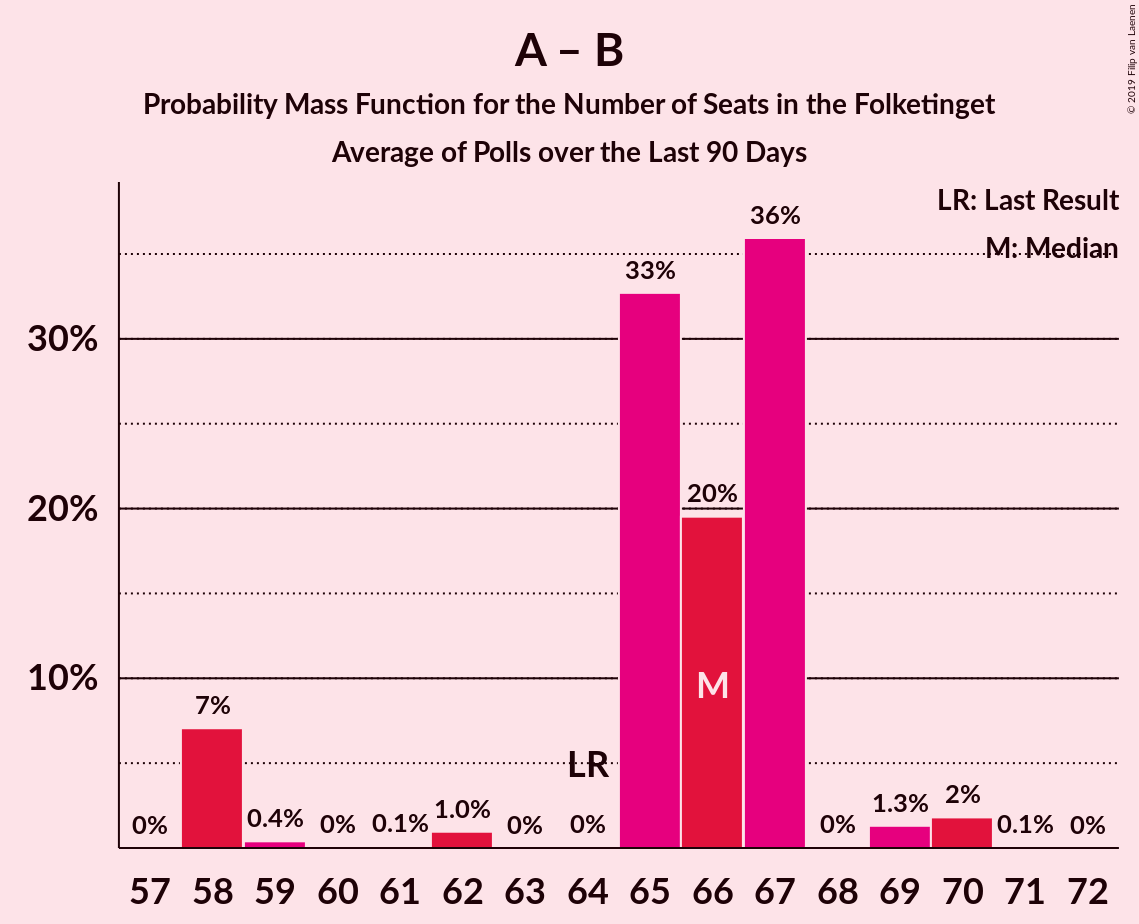 A – B
Probability Mass Function for the Number of Seats in the Folketinget
Average of Polls over the Last 90 Days
© 2019 Filip van Laenen
LR: Last Result
M: Median
36%
33%
30%
20%
20%
10%
M
7%
LR
0%
0.4%
0%
0.1%
1.0%
0%
0%
0%
1.3%
2%
0.1%
0%
57 58 59 60 61 62 63 64 65 66 67 68 69 70 71 72